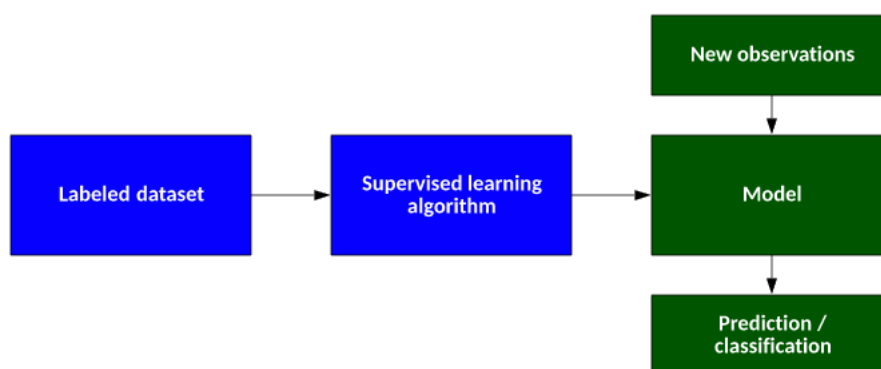 New observations
Labeled dataset
Supervised learning
algorithm
Model
Prediction /
classification